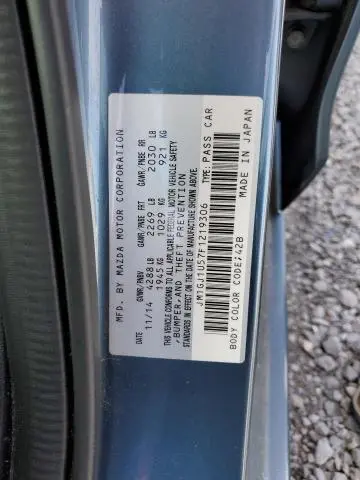 MFD. BY MAZDA MOTOR CORPORATION
DATE GVWR/PNBV GAWR/PNBE FRT GAWR/PNBE RR
11/14 4288 LB 2269 LB 2030 LB
1945 KG 1029 KG 921 KG
THIS VEHICLE CONFORMS TO ALL APPLICABLE FEDERAL MOTOR VEHICLE SAFETY
,BUMPER,AND THEFT PREVENTION
STANDARDS IN EFFECT ON THE DATE OF MANUFACTURE SHOWN ABOVE.
JM1GJ1U57F1219306 TYPE: PASS CAR
BODY COLOR CODE;42B MADE IN JAPAN